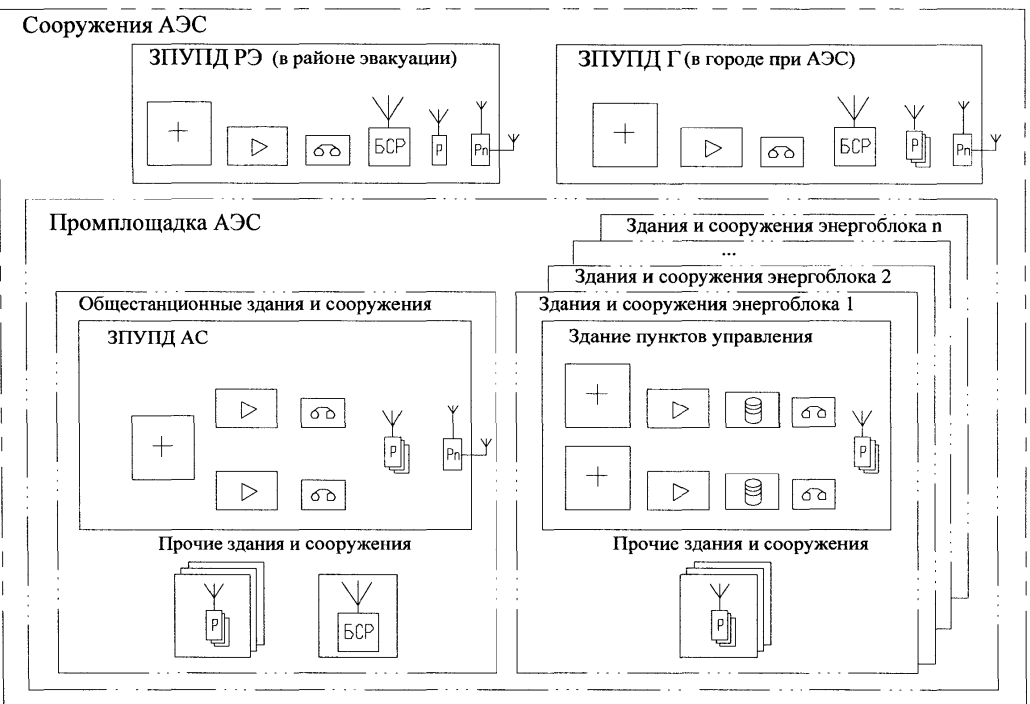 Сооружения АЭС
ЗПУПД РЭ (в районе эвакуации)
БСР
Р
Рп
ЗПУПД Г (в городе при АЭС)
БСР
Р
Рп
Промплощадка АЭС
Здания и сооружения энергоблока n
...
Здания и сооружения энергоблока 2
Общестанционные здания и сооружения
Здания и сооружения энергоблока 1
ЗПУПД АС
Р
Рп
Здание пунктов управления
Р
Прочие здания и сооружения
Р
БСР
Прочие здания и сооружения
Р